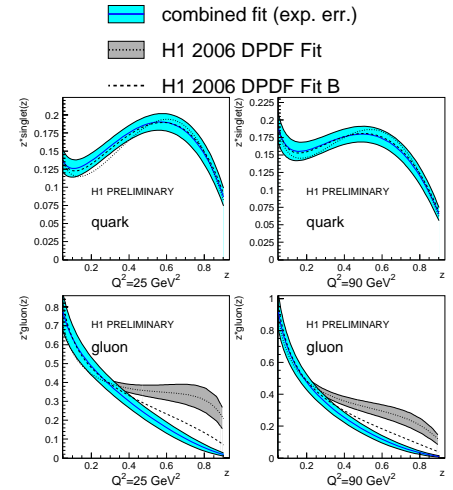 combined fit (exp. err.)
H1 2006 DPDF Fit
H1 2006 DPDF Fit B
z*singlet(z)
0.2
0.175
0.15
0.125
0.1
0.075
0.05
0.025
0
H1 PRELIMINARY
quark
0.2 0.4 0.6 0.8 z
Q²=25 GeV²
z*singlet(z)
0.225
0.2
0.175
0.15
0.125
0.1
0.075
0.05
0.025
0
H1 PRELIMINARY
quark
0.2 0.4 0.6 0.8 z
Q²=90 GeV²
z*gluon(z)
0.8
0.7
0.6
0.5
0.4
0.3
0.2
0.1
0
H1 PRELIMINARY
gluon
0.2 0.4 0.6 0.8 z
Q²=25 GeV²
z*gluon(z)
1
0.8
0.6
0.4
0.2
0
H1 PRELIMINARY
gluon
0.2 0.4 0.6 0.8 z
Q²=90 GeV²